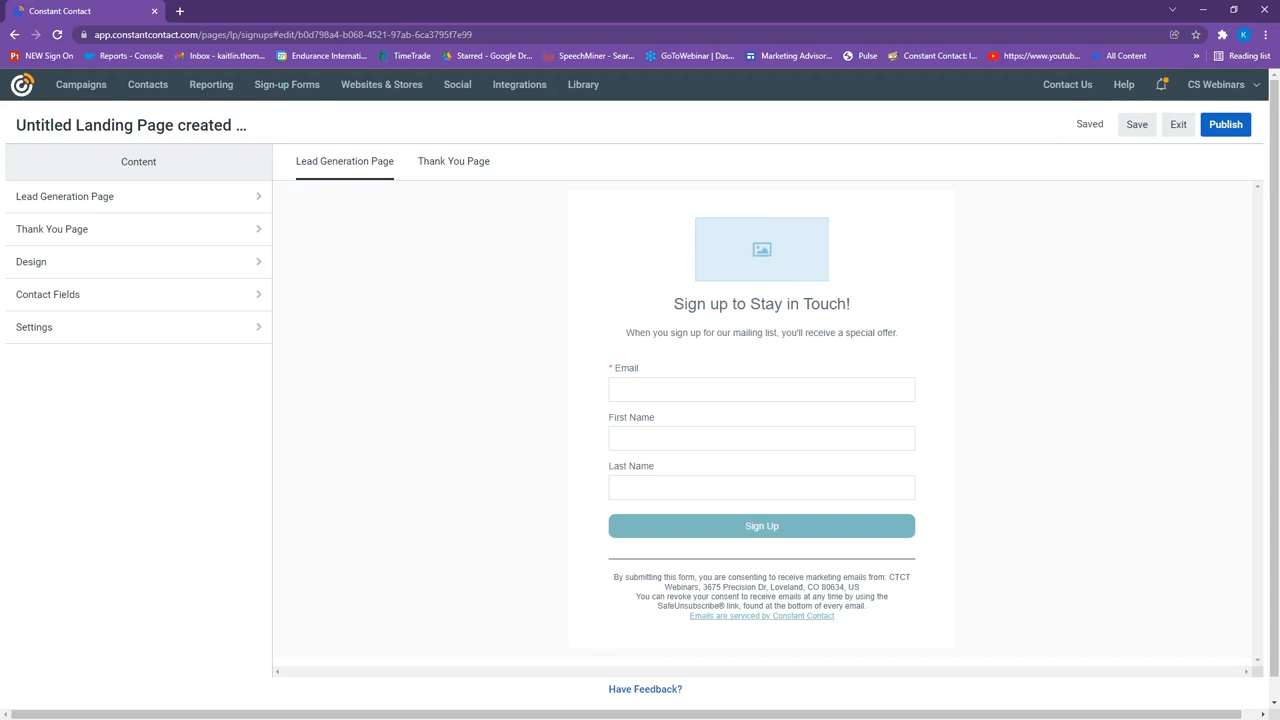 Constant Contact
app.constantcontact.com/pages/lp/signups#edit/b0d798a4-b068-4521-97ab-6ca3795f7e99
K
NEW Sign On
Reports - Console
Inbox - kaitlin.thom...
Endurance Internati...
TimeTrade
Starred - Google Dr...
SpeechMiner - Sear...
GoToWebinar | Das...
Marketing Advisor...
Pulse
Constant Contact: I...
https://www.youtub...
All Content
»
Reading list
Campaigns
Contacts
Reporting
Sign-up Forms
Websites & Stores
Social
Integrations
Library
Contact Us
Help
CS Webinars
Untitled Landing Page created ...
Saved
Save
Exit
Publish
Content
Lead Generation Page
Thank You Page
Design
Contact Fields
Settings
Lead Generation Page
Thank You Page
Sign up to Stay in Touch!
When you sign up for our mailing list, you'll receive a special offer.
* Email
First Name
Last Name
Sign Up
By submitting this form, you are consenting to receive marketing emails from: CTCT
Webinars, 3675 Precision Dr, Loveland, CO 80634, US
You can revoke your consent to receive emails at any time by using the
SafeUnsubscribe® link, found at the bottom of every email.
Emails are serviced by Constant Contact
Have Feedback?